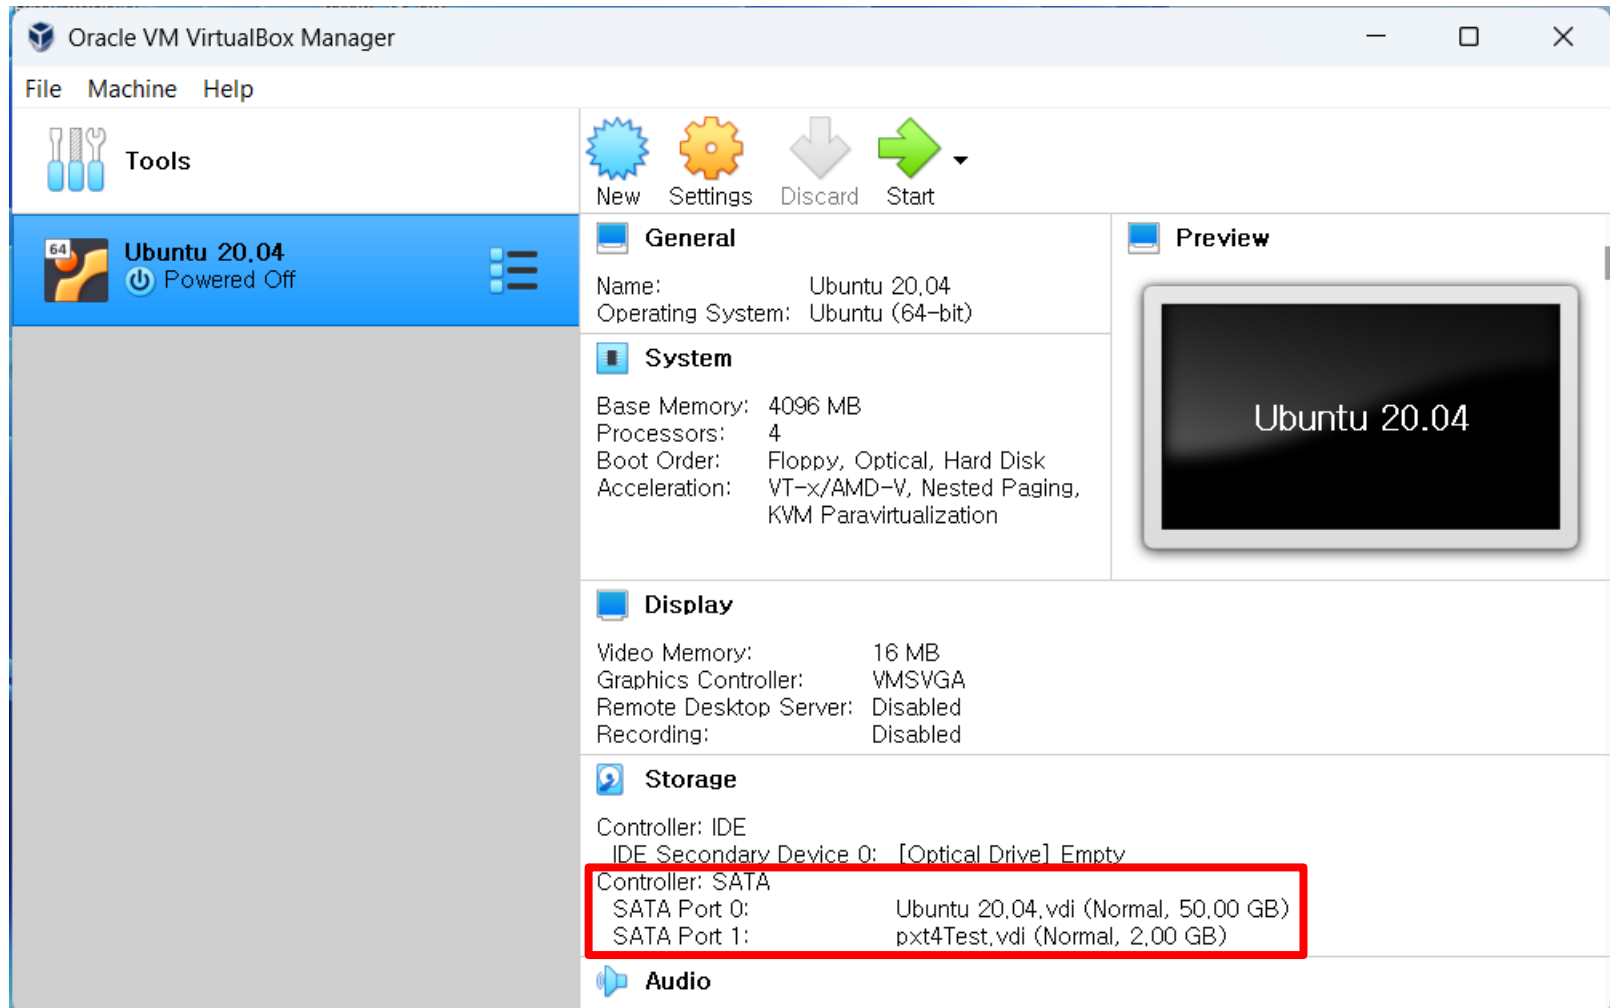 Oracle VM VirtualBox Manager
File Machine Help
Tools
New Settings Discard Start
64
Ubuntu 20.04
Powered Off
General
Name: Ubuntu 20.04
Operating System: Ubuntu (64-bit)
Preview
Ubuntu 20.04
System
Base Memory: 4096 MB
Processors: 4
Boot Order: Floppy, Optical, Hard Disk
Acceleration: VT-x/AMD-V, Nested Paging,
KVM Paravirtualization
Display
Video Memory: 16 MB
Graphics Controller: VMSVGA
Remote Desktop Server: Disabled
Recording: Disabled
Storage
Controller: IDE
IDE Secondary Device 0: [Optical Drive] Empty
Controller: SATA
SATA Port 0: Ubuntu 20.04.vdi (Normal, 50.00 GB)
SATA Port 1: pxt4Test.vdi (Normal, 2.00 GB)
Audio